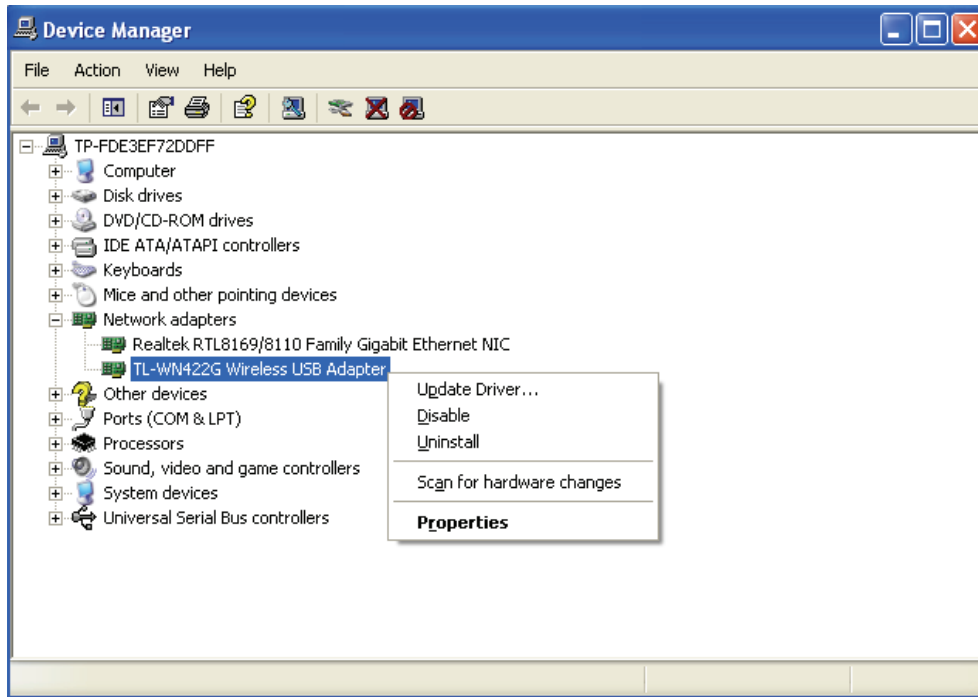 Device Manager
File Action View Help
TP-FDE3EF72DDFF
Computer
Disk drives
DVD/CD-ROM drives
IDE ATA/ATAPI controllers
Keyboards
Mice and other pointing devices
Network adapters
Realtek RTL8169/8110 Family Gigabit Ethernet NIC
TL-WN422G Wireless USB Adapter
Other devices
Ports (COM & LPT)
Processors
Sound, video and game controllers
System devices
Universal Serial Bus controllers
Update Driver...
Disable
Uninstall
Scan for hardware changes
Properties